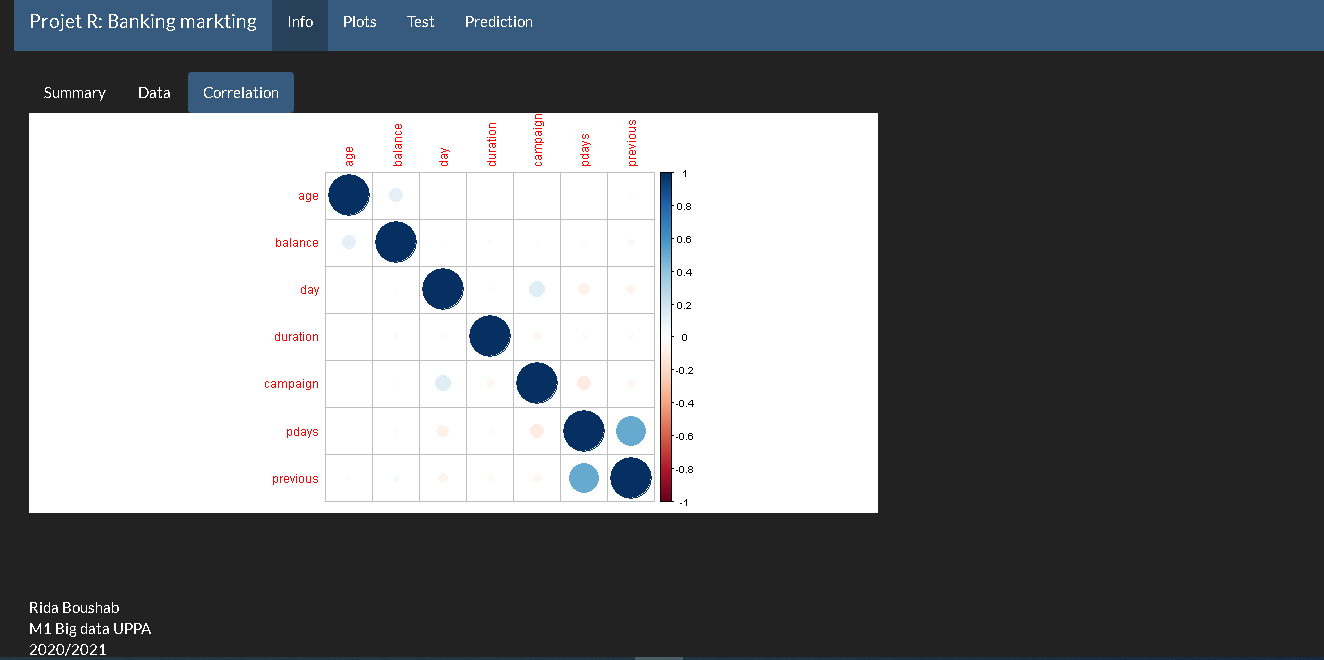 Projet R: Banking markting Info Plots Test Prediction
Summary Data Correlation
age balance day duration campaign pdays previous
age
balance
day
duration
campaign
pdays
previous
1
0.8
0.6
0.4
0.2
0
-0.2
-0.4
-0.6
-0.8
-1
Rida Boushab
M1 Big data UPPA
2020/2021